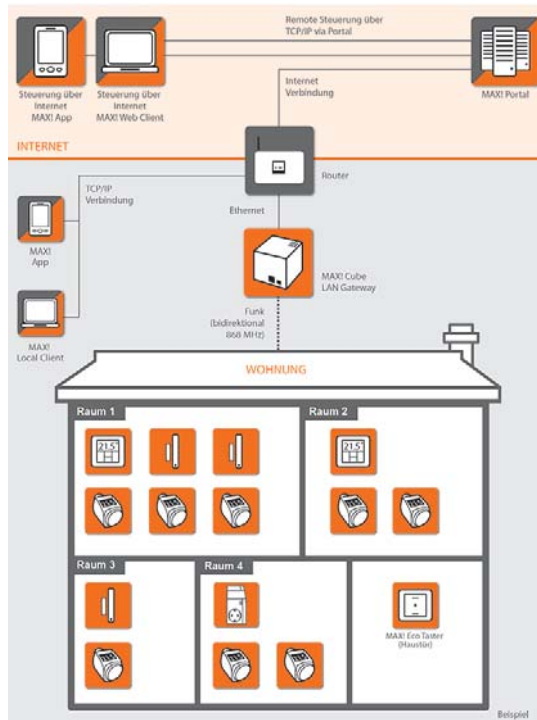 Remote Steuerung über
TCP/IP via Portal
Steuerung über
Internet
MAX! App
Steuerung über
Internet
MAX! Web Client
Internet
Verbindung
MAX! Portal
INTERNET
Router
TCP/IP
Verbindung
Ethernet
MAX!
App
MAX! Cube
LAN Gateway
Funk
(bidirektional
868 MHz)
MAX!
Local Client
WOHNUNG
Raum 1
Raum 2
21.5°
21.5°
Raum 3
Raum 4
MAX! Eco Taster
(Haustür)
Beispiel